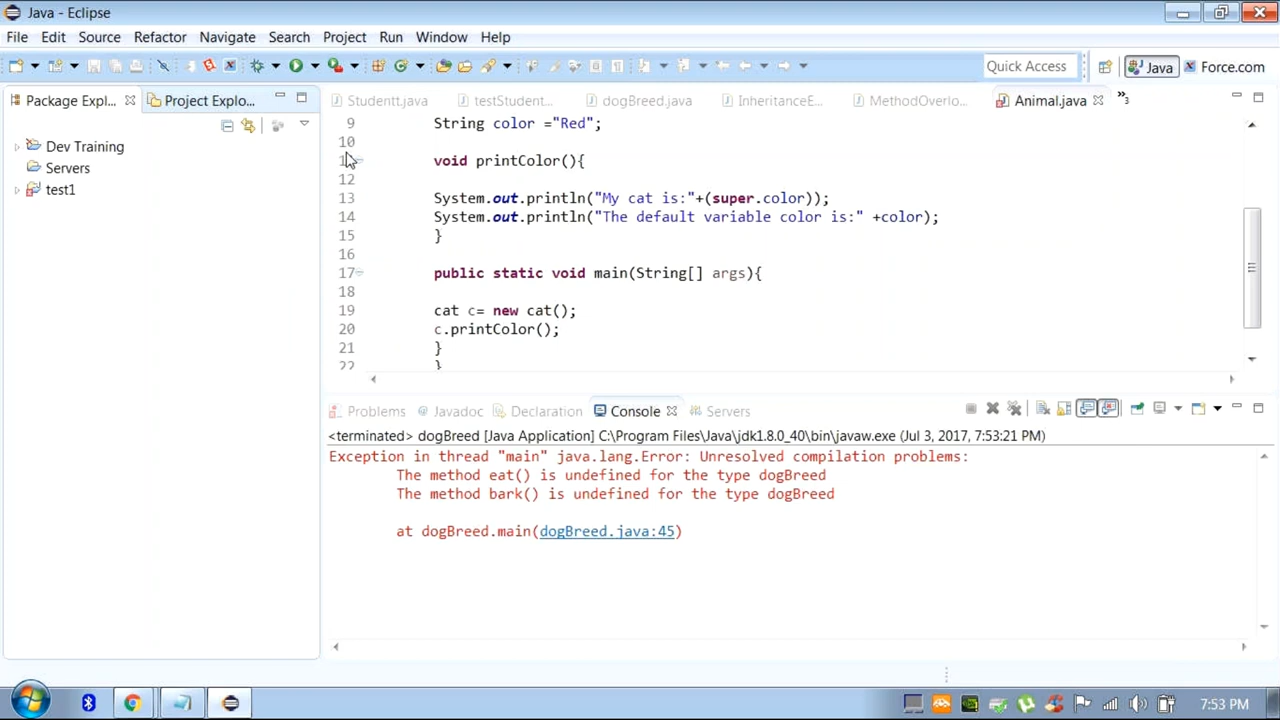 Java - Eclipse
File Edit Source Refactor Navigate Search Project Run Window Help
Quick Access Java Force.com
Package Expl... Project Explo...
Dev Training
Servers
test1
Studentt.java testStudent... dogBreed.java InheritanceE... MethodOverlo... Animal.java »3
9 String color ="Red";
10
void printColor(){
12
13 System.out.println("My cat is:"+(super.color));
14 System.out.println("The default variable color is:" +color);
15 }
16
17 public static void main(String[] args){
18
19 cat c= new cat();
20 c.printColor();
21 }
22 }
Problems @ Javadoc Declaration Console Servers
<terminated> dogBreed [Java Application] C:\Program Files\Java\jdk1.8.0_40\bin\javaw.exe (Jul 3, 2017, 7:53:21 PM)
Exception in thread "main" java.lang.Error: Unresolved compilation problems:
The method eat() is undefined for the type dogBreed
The method bark() is undefined for the type dogBreed
at dogBreed.main(dogBreed.java:45)
7:53 PM